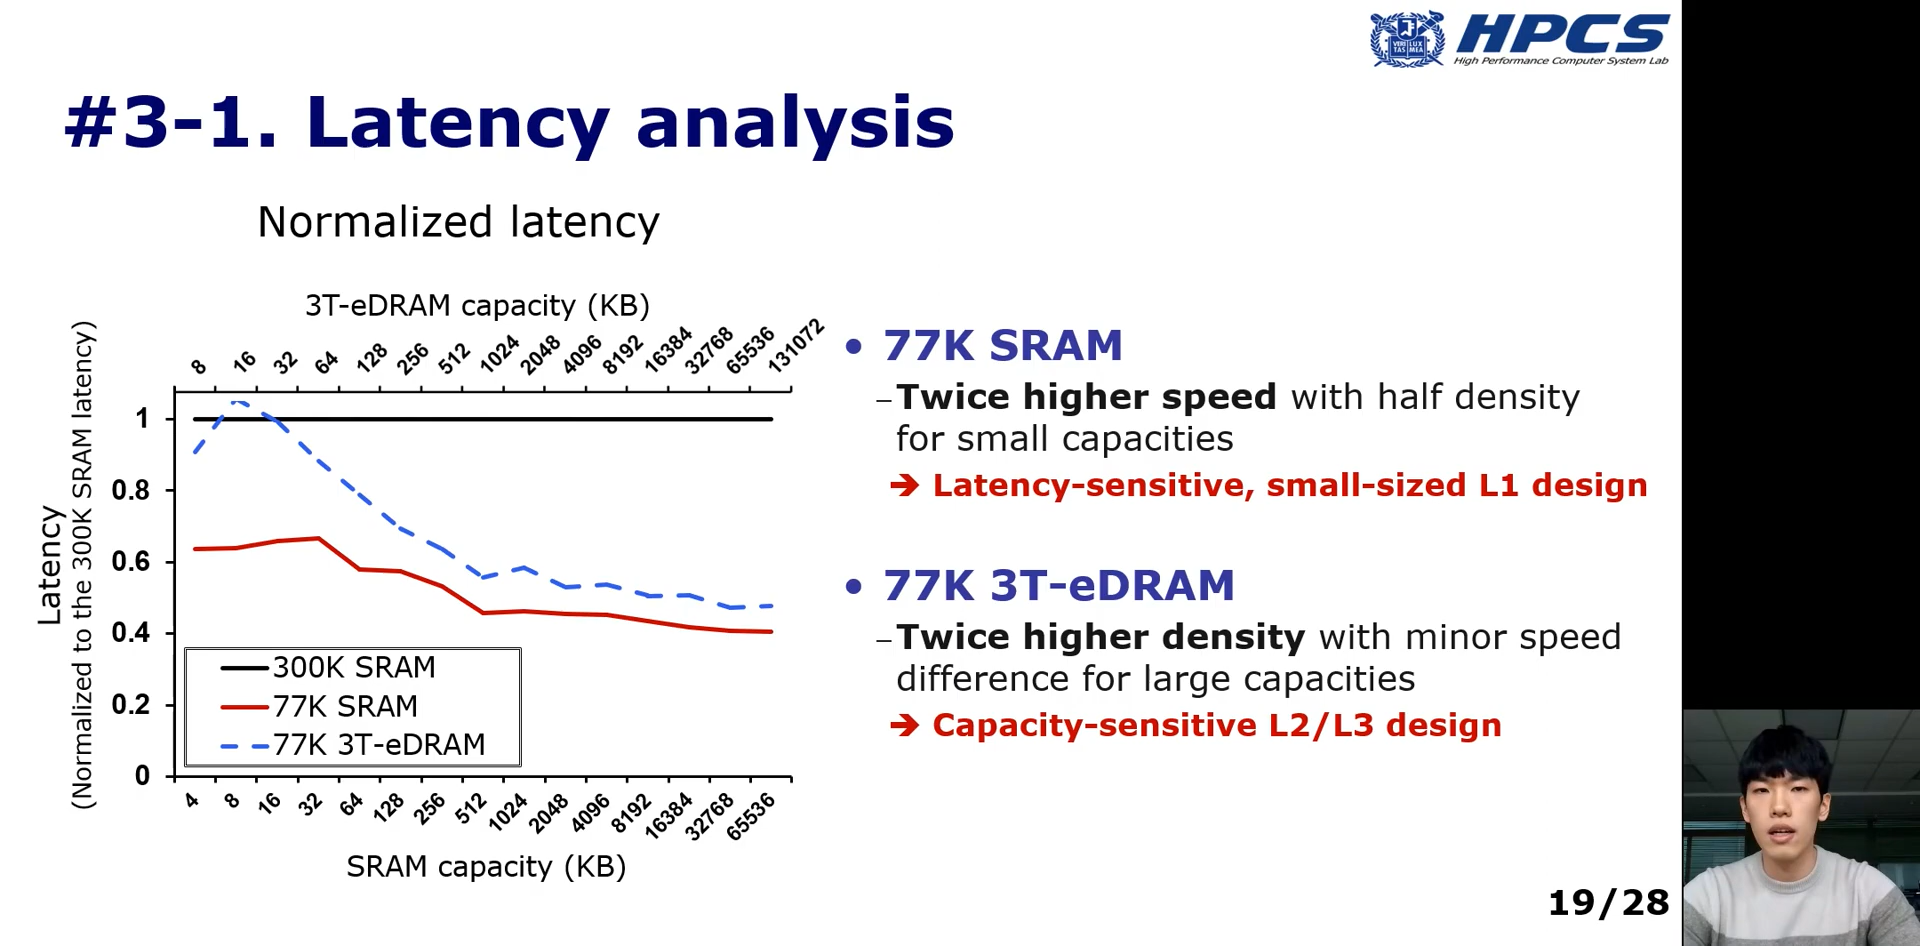 HPCS
High Performance Computer System Lab
VERI LUX
TAS MEA
#3-1. Latency analysis
Normalized latency
3T-eDRAM capacity (KB)
8 16 32 64 128 256 512 1024 2048 4096 8192 16384 32768 65536 131072
Latency
(Normalized to the 300K SRAM latency)
1
0.8
0.6
0.4
0.2
0
300K SRAM
77K SRAM
77K 3T-eDRAM
4 8 16 32 64 128 256 512 1024 2048 4096 8192 16384 32768 65536
SRAM capacity (KB)
• 77K SRAM
–Twice higher speed with half density
for small capacities
➔ Latency-sensitive, small-sized L1 design
• 77K 3T-eDRAM
–Twice higher density with minor speed
difference for large capacities
➔ Capacity-sensitive L2/L3 design
19/28